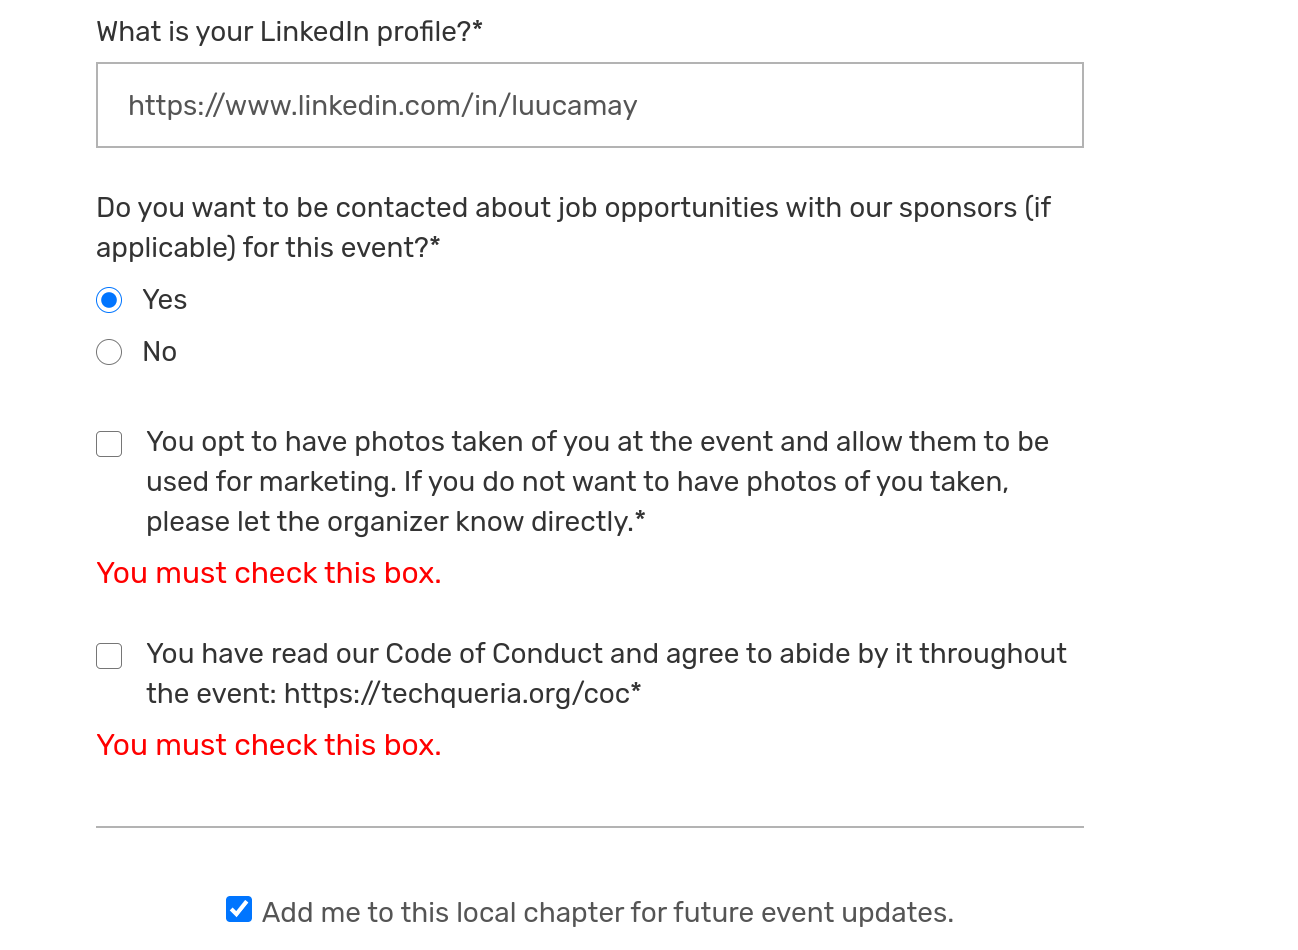 What is your LinkedIn profile?*
https://www.linkedin.com/in/luucamay
Do you want to be contacted about job opportunities with our sponsors (if
applicable) for this event?*
Yes
No
You opt to have photos taken of you at the event and allow them to be
used for marketing. If you do not want to have photos of you taken,
please let the organizer know directly.*
You must check this box.
You have read our Code of Conduct and agree to abide by it throughout
the event: https://techqueria.org/coc*
You must check this box.
Add me to this local chapter for future event updates.